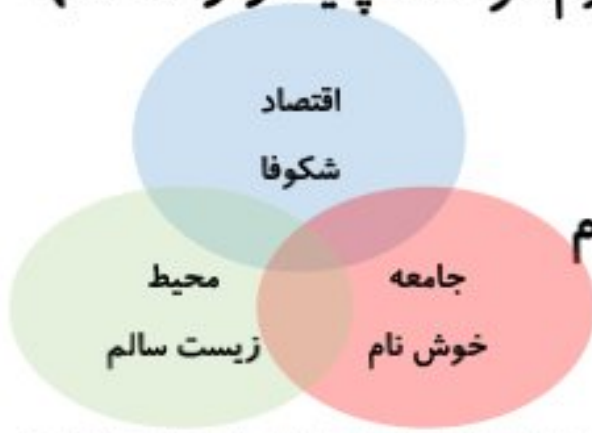 اقتصاد
شکوفا
جامعه
خوش نام
محیط
زیست سالم